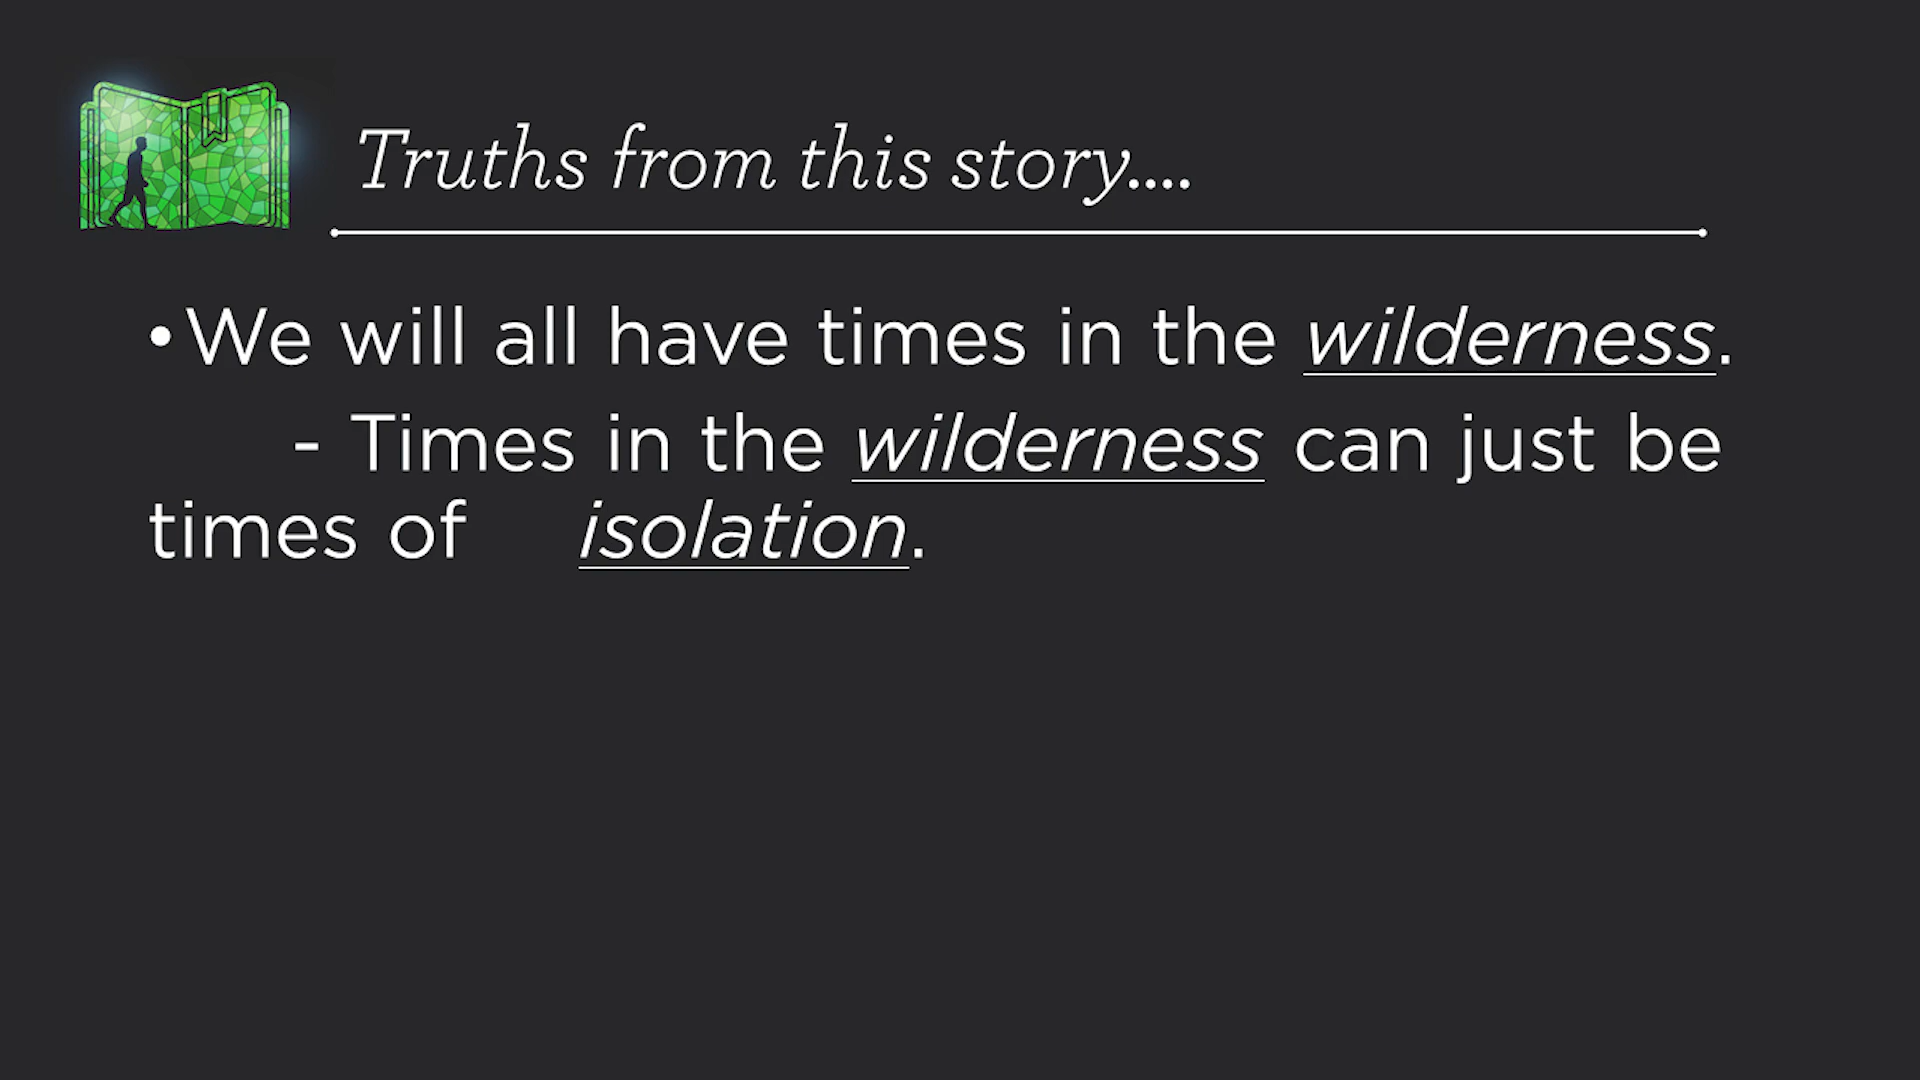 Truths from this story....
•We will all have times in the wilderness.
- Times in the wilderness can just be
times of isolation.